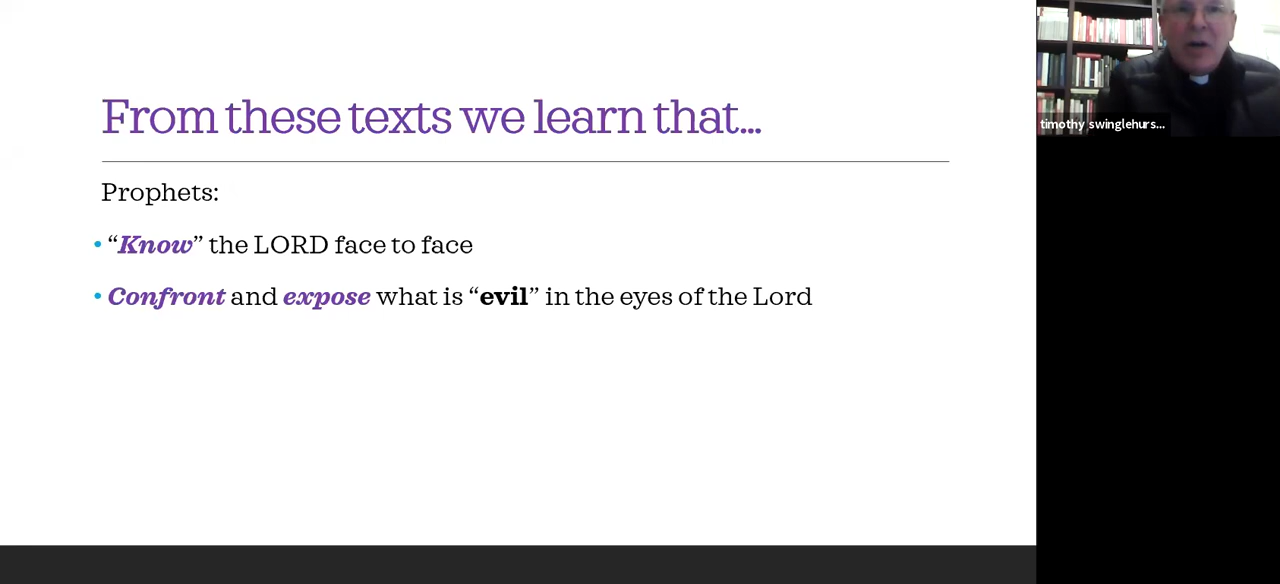 From these texts we learn that...
Prophets:
• “Know” the LORD face to face
• Confront and expose what is “evil” in the eyes of the Lord
timothy swinglehurs...